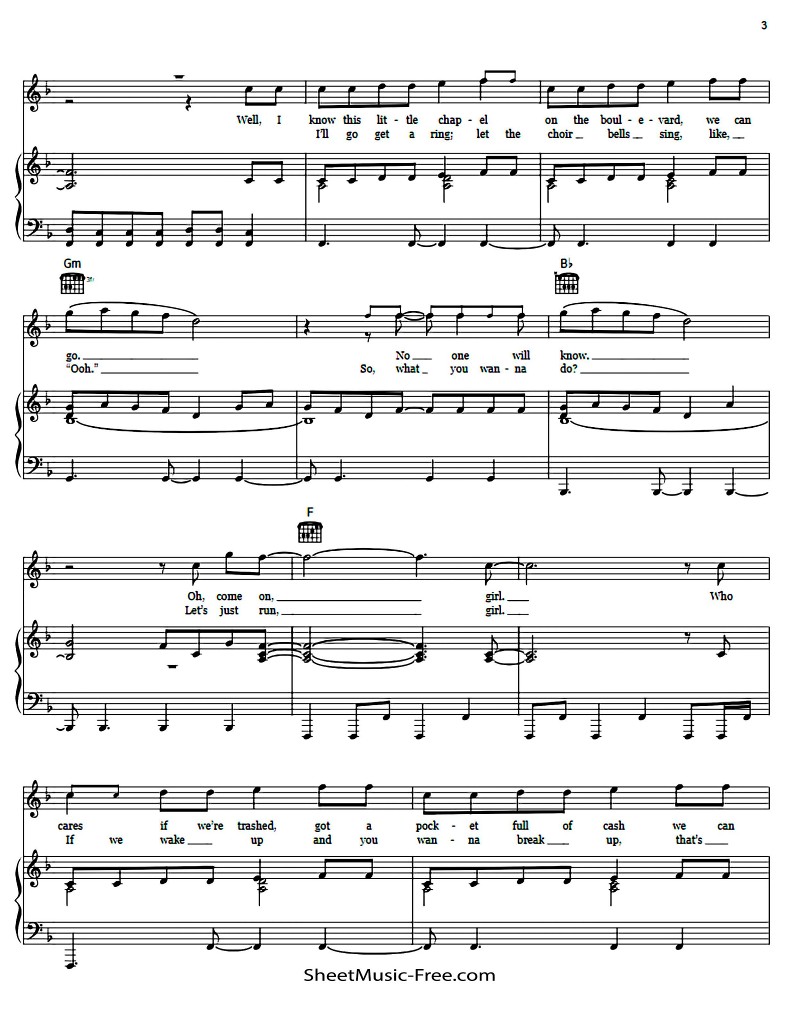 3
Well, I know this lit - tle chap - el on the boul - e - vard, we can
I'll go get a ring; let the choir bells sing, like,
Gm B♭
go. No one will know.
"Ooh." So, what you wan - na do?
F
Oh, come on, girl. Who
Let's just run, girl.
cares if we're trashed, got a pock - et full of cash we can
If we wake up and you wan - na break up, that's
SheetMusic-Free.com